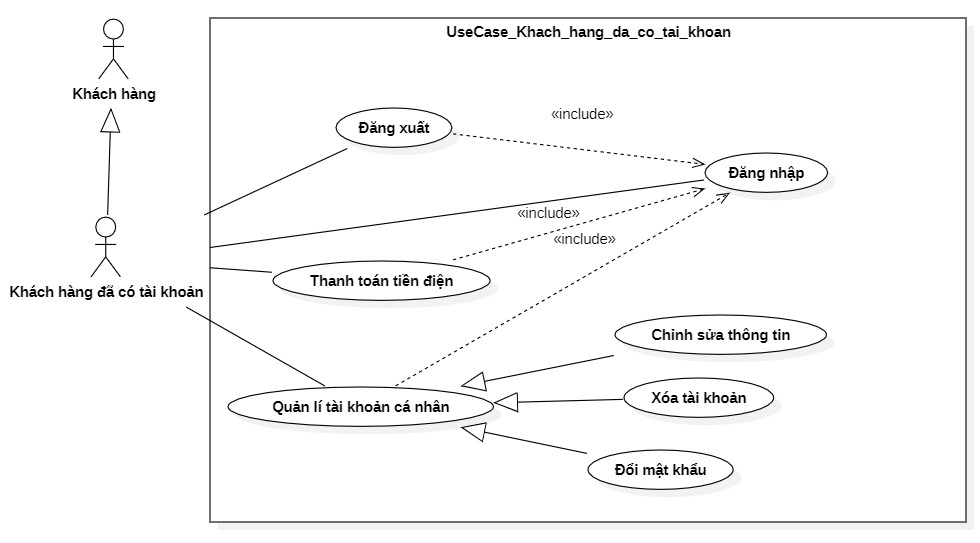 UseCase_Khach_hang_da_co_tai_khoan
Khách hàng
«include»
Đăng xuất
Đăng nhập
«include»
«include»
Thanh toán tiền điện
Khách hàng đã có tài khoản
Chỉnh sửa thông tin
Xóa tài khoản
Quản lí tài khoản cá nhân
Đổi mật khẩu